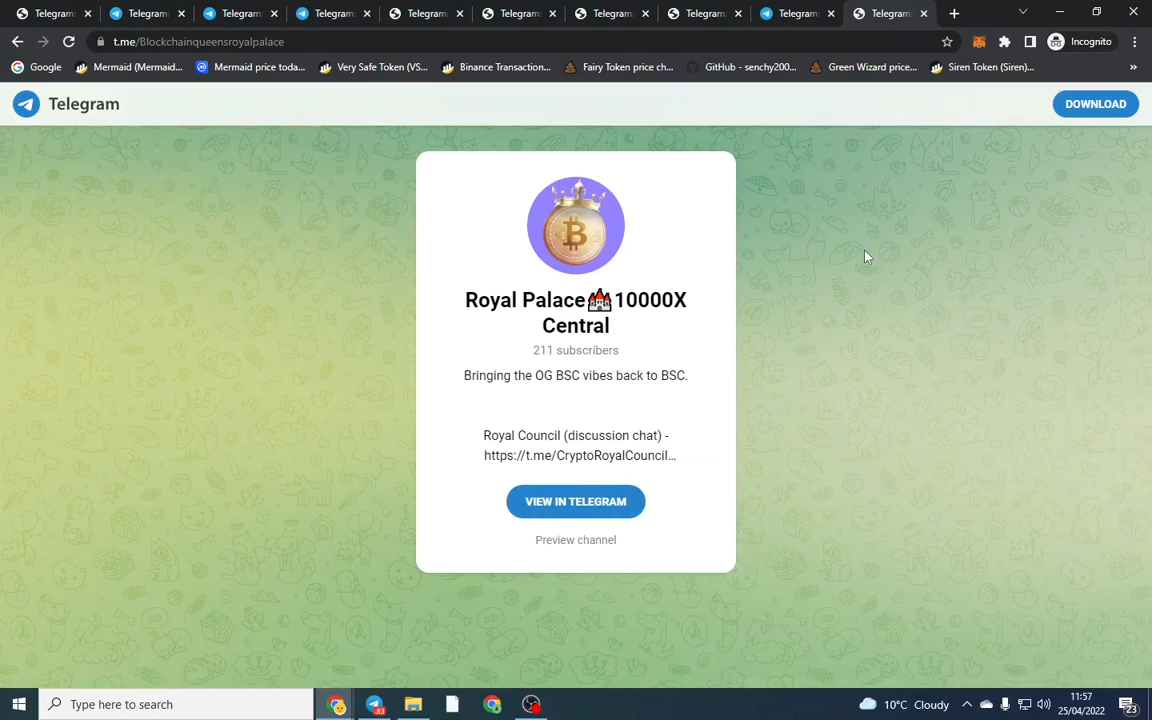 Telegram: Telegram: Telegram: Telegram: Telegram: Telegram: Telegram: Telegram: Telegram: Telegram:
t.me/Blockchainqueensroyalpalace
Incognito
Google Mermaid (Mermaid... Mermaid price toda... Very Safe Token (VS... Binance Transaction... Fairy Token price ch... GitHub - senchy200... Green Wizard price... Siren Token (Siren)... »
Telegram
DOWNLOAD
B
Royal Palace🏰10000X
Central
211 subscribers
Bringing the OG BSC vibes back to BSC.
Royal Council (discussion chat) -
https://t.me/CryptoRoyalCouncil...
VIEW IN TELEGRAM
Preview channel
Type here to search
83
10°C Cloudy
11:57
25/04/2022
23